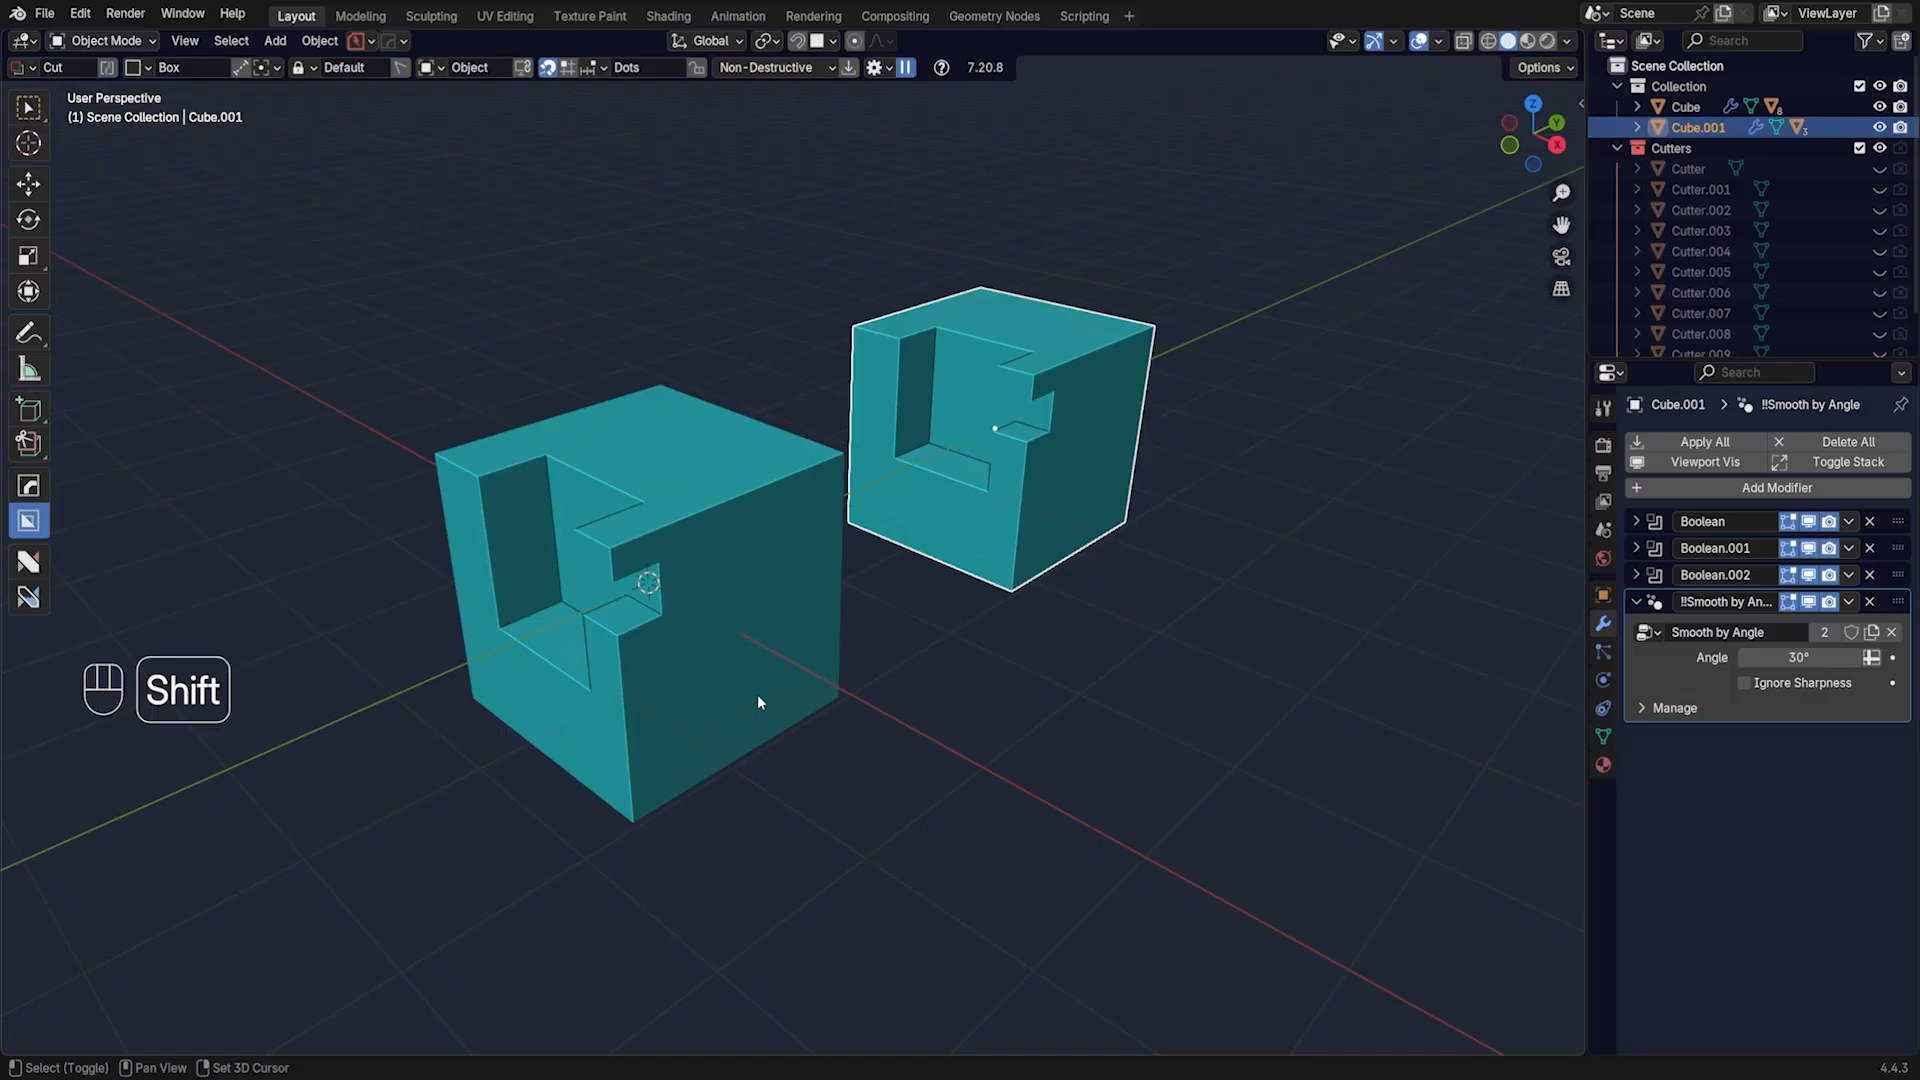 File Edit Render Window Help Layout Modeling Sculpting UV Editing Texture Paint Shading Animation Rendering Compositing Geometry Nodes Scripting + Scene ViewLayer
Object Mode View Select Add Object Global Search
Cut Box Default Object Dots Non-Destructive 7.20.8 Options
User Perspective
(1) Scene Collection | Cube.001
Z
Y
X
Shift
Scene Collection
Collection
Cube 8
Cube.001 3
Cutters
Cutter
Cutter.001
Cutter.002
Cutter.003
Cutter.004
Cutter.005
Cutter.006
Cutter.007
Cutter.008
Cutter.009
Search
Cube.001 > !!Smooth by Angle
Apply All Delete All
Viewport Vis Toggle Stack
Add Modifier
Boolean
Boolean.001
Boolean.002
!!Smooth by An...
Smooth by Angle 2
Angle 30°
Ignore Sharpness
Manage
Select (Toggle) Pan View Set 3D Cursor 4.4.3